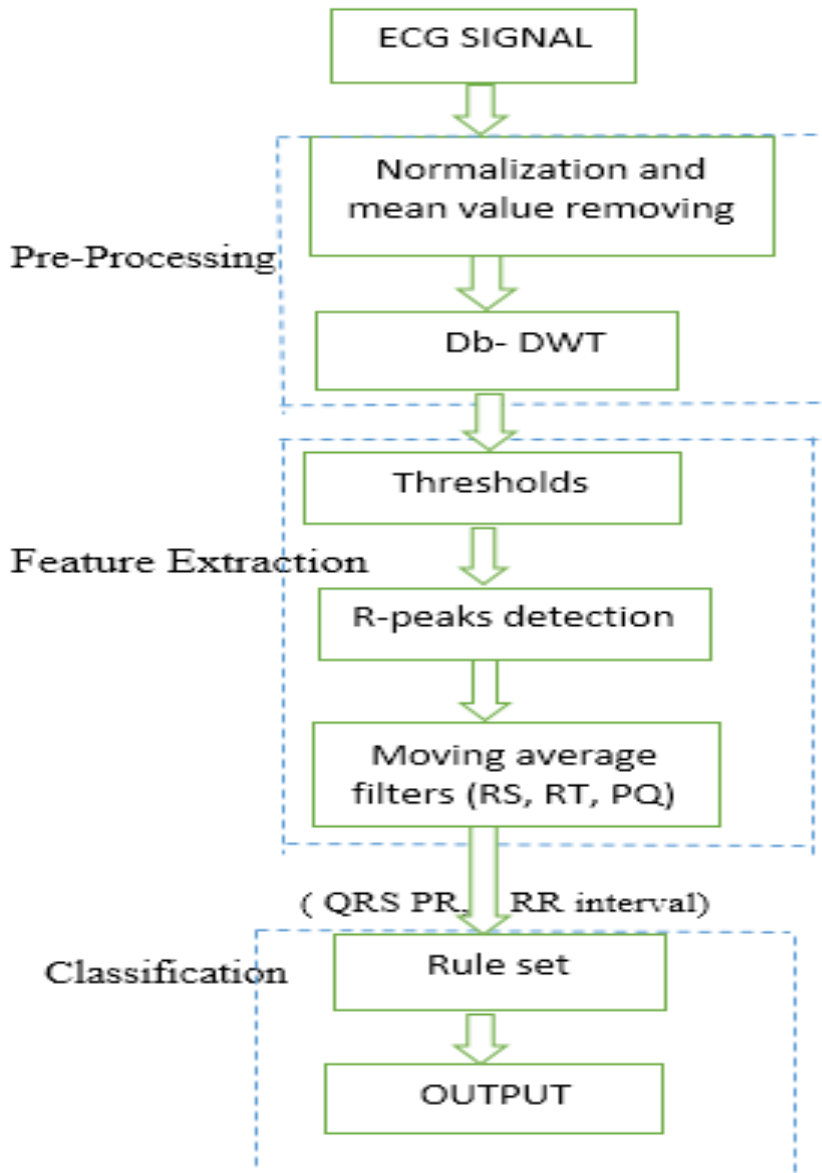 ECG SIGNAL
Normalization and
mean value removing
Pre-Processing
Db- DWT
Thresholds
Feature Extraction
R-peaks detection
Moving average
filters (RS, RT, PQ)
( QRS PR, RR interval)
Classification
Rule set
OUTPUT